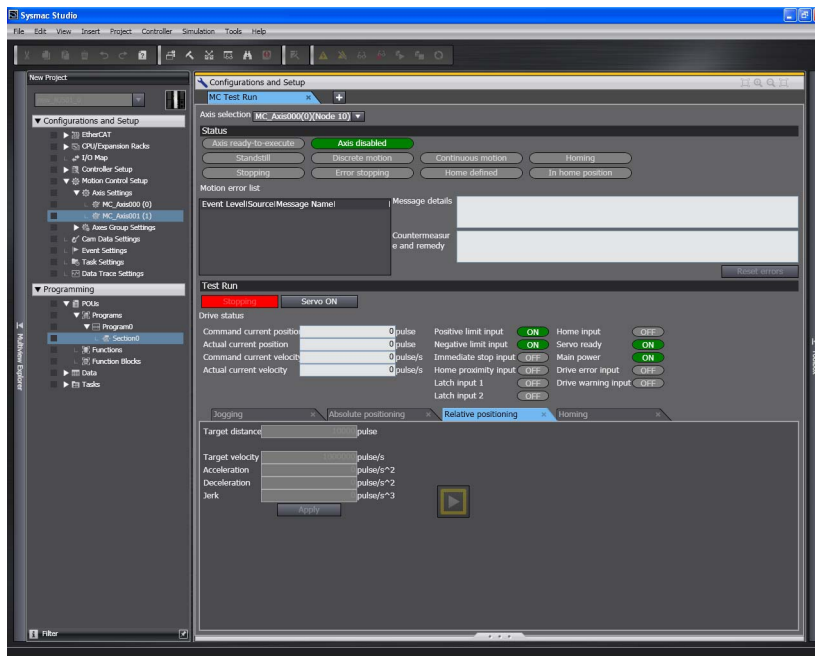 Sysmac Studio
File Edit View Insert Project Controller Simulation Tools Help
New Project
Configurations and Setup
EtherCAT
CPU/Expansion Racks
I/O Map
Controller Setup
Motion Control Setup
Axis Settings
MC_Axis000 (0)
MC_Axis001 (1)
Axes Group Settings
Cam Data Settings
Event Settings
Task Settings
Data Trace Settings
Programming
POUs
Programs
Program0
Section0
Functions
Function Blocks
Data
Tasks
Filter
Multiview Explorer
Configurations and Setup
MC Test Run
Axis selection MC_Axis000(0)(Node 10)
Status
Axis ready-to-execute Axis disabled
Standstill Discrete motion Continuous motion Homing
Stopping Error stopping Home defined In home position
Motion error list
Event Level|Source|Message Name| Message details
Countermeasur
e and remedy
Reset errors
Test Run
Stopping Servo ON
Drive status
Command current positio 0 pulse Positive limit input ON Home input OFF
Actual current position 0 pulse Negative limit input ON Servo ready ON
Command current velocit 0 pulse/s Immediate stop input OFF Main power ON
Actual current velocity 0 pulse/s Home proximity input OFF Drive error input OFF
Latch input 1 OFF Drive warning input OFF
Latch input 2 OFF
Jogging Absolute positioning Relative positioning Homing
Target distance pulse
Target velocity pulse/s
Acceleration pulse/s^2
Deceleration pulse/s^2
Jerk pulse/s^3
Apply